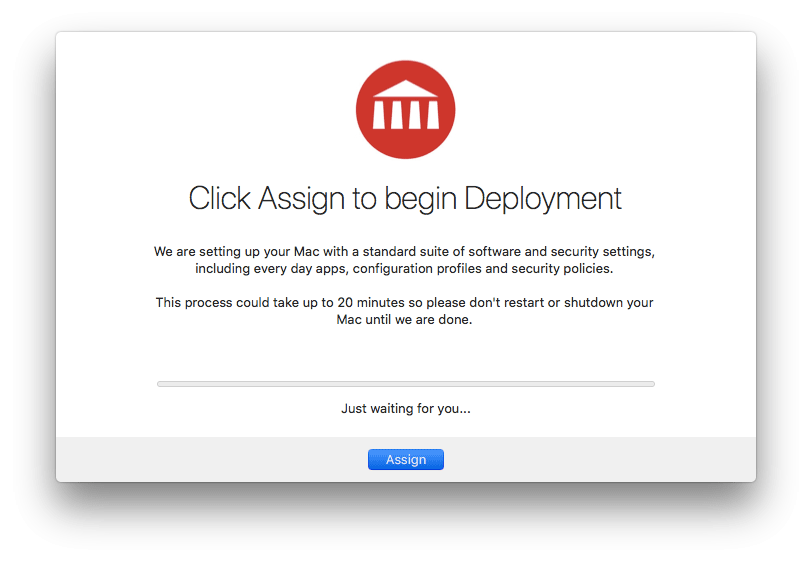 Click Assign to begin Deployment
We are setting up your Mac with a standard suite of software and security settings,
including every day apps, configuration profiles and security policies.
This process could take up to 20 minutes so please don't restart or shutdown your
Mac until we are done.
Just waiting for you...
Assign